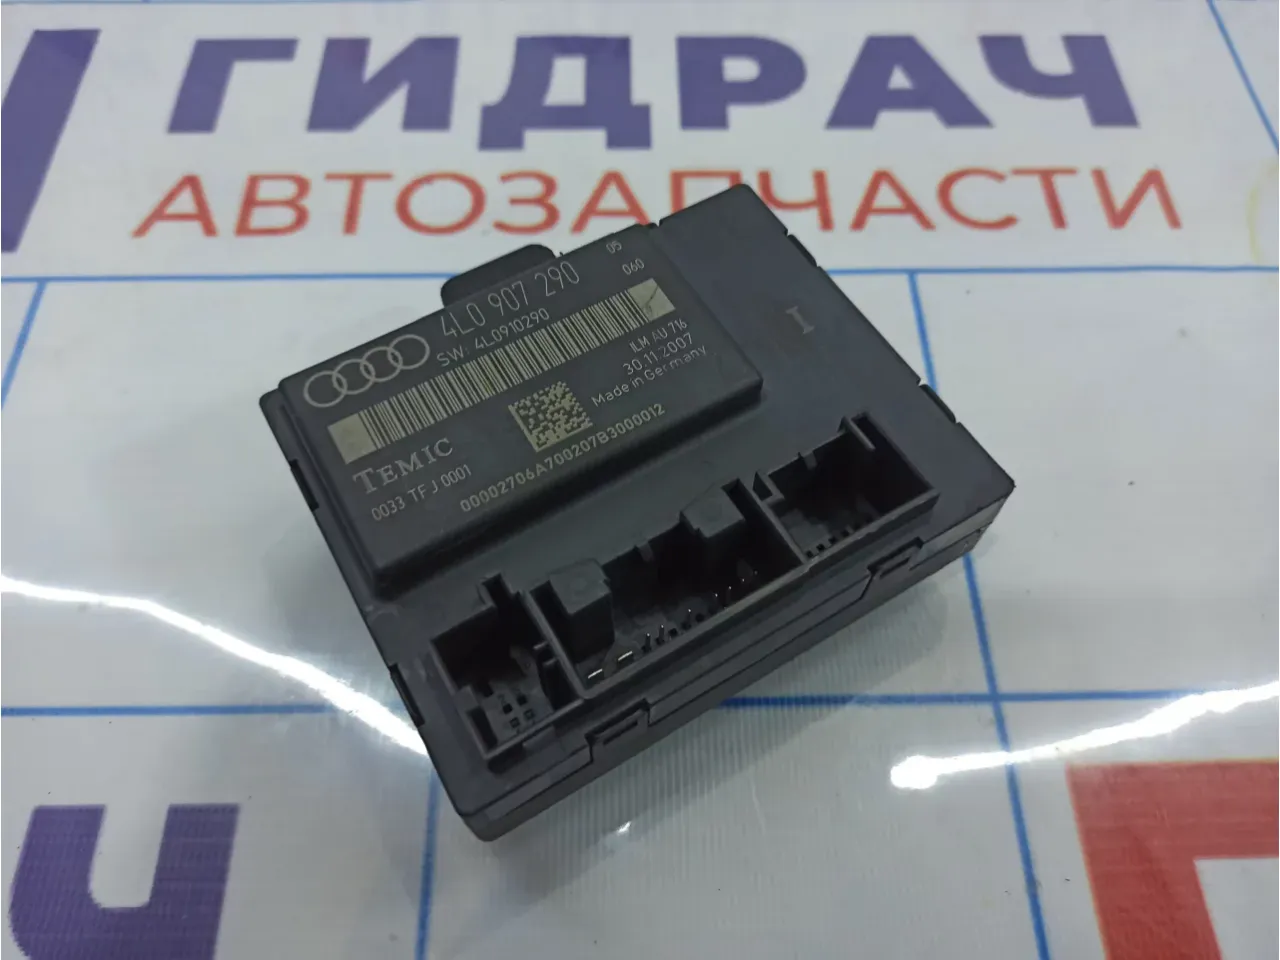 ГИДРАЧ
АВТОЗАПЧАСТИ
4L0 907 290
05
060
SW: 4L0910290
ILM AU 716
30.11.2007
Made in Germany
TEMIC
0033 TFJ 0001
00002706A700207B3000012
I